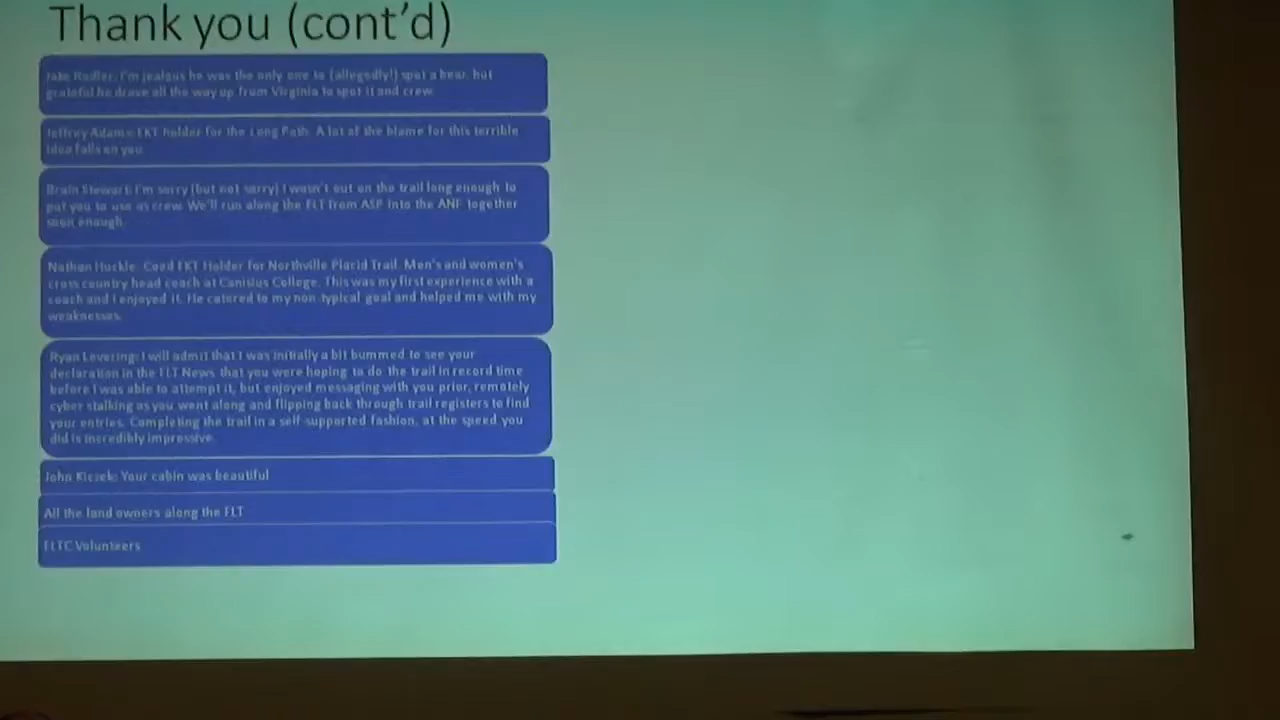 Thank you (cont'd)
Jake I'm jealous he was the only one to (allegedly!) spot a bear, but
grateful he drove all the way up from Virginia to spot it and crew.
Jeffrey Adams: FKT holder for the Long Path. A lot of the blame for this terrible
idea falls on you.
Brain Stewart: I'm sorry (but not sorry) I wasn't out on the trail long enough to
put you to use as crew. We'll run along the FLT from ASP into the ANF together
soon enough.
Nathan Huckle: Coed FKT Holder for Northville Placid Trail. Men's and women's
cross country head coach at Canisius College. This was my first experience with a
coach and I enjoyed it. He catored to my non-typical goal and helped me with my
weaknesses.
Ryan Levering: I will admit that I was initially a bit bummed to see your
declaration in the FLT News that you were hoping to do the trail in record time
before I was able to attempt it, but enjoyed messaging with you prior, remotely
cyber stalking as you went along and flipping back through trail registers to find
your entries. Completing the trail in a self-supported fashion, at the speed you
did is incredibly impressive.
John Your cabin was beautiful
All the land owners along the FLT
FLTC Volunteers